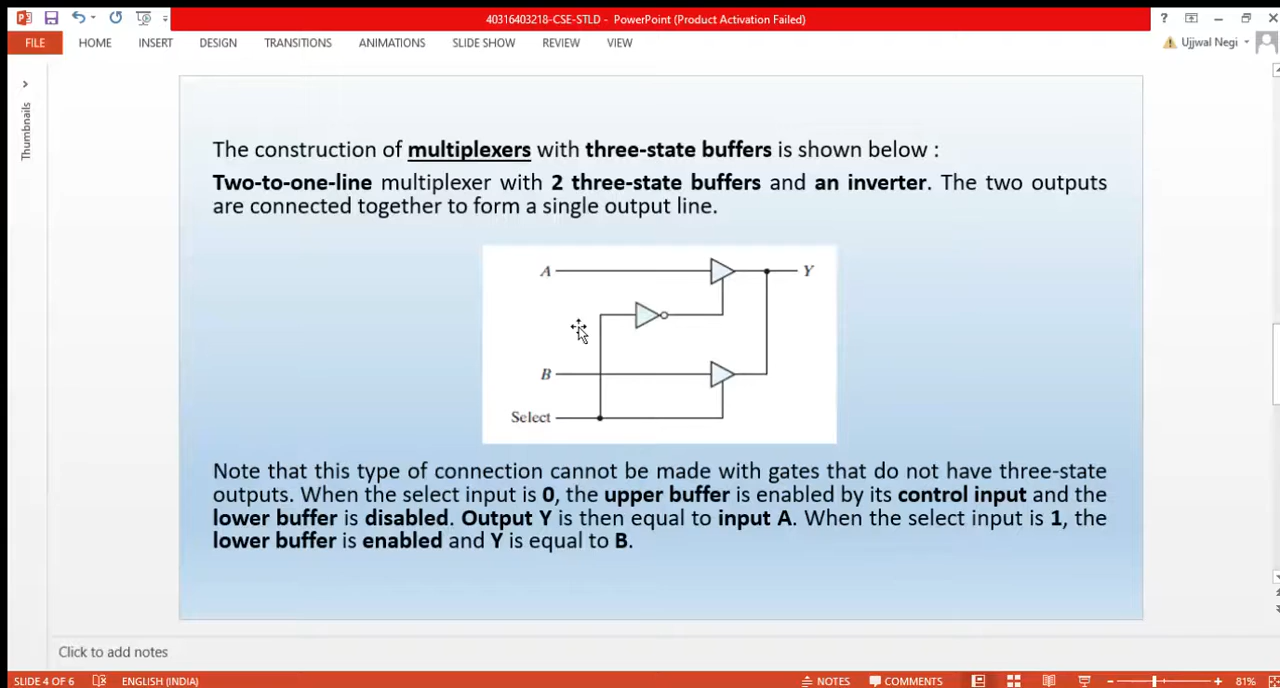 40316403218-CSE-STLD - PowerPoint (Product Activation Failed)
FILE HOME INSERT DESIGN TRANSITIONS ANIMATIONS SLIDE SHOW REVIEW VIEW Ujjwal Negi
Thumbnails
The construction of multiplexers with three-state buffers is shown below :
Two-to-one-line multiplexer with 2 three-state buffers and an inverter. The two outputs
are connected together to form a single output line.
A Y
B
Select
Note that this type of connection cannot be made with gates that do not have three-state
outputs. When the select input is 0, the upper buffer is enabled by its control input and the
lower buffer is disabled. Output Y is then equal to input A. When the select input is 1, the
lower buffer is enabled and Y is equal to B.
Click to add notes
SLIDE 4 OF 6 ENGLISH (INDIA) NOTES COMMENTS 81%